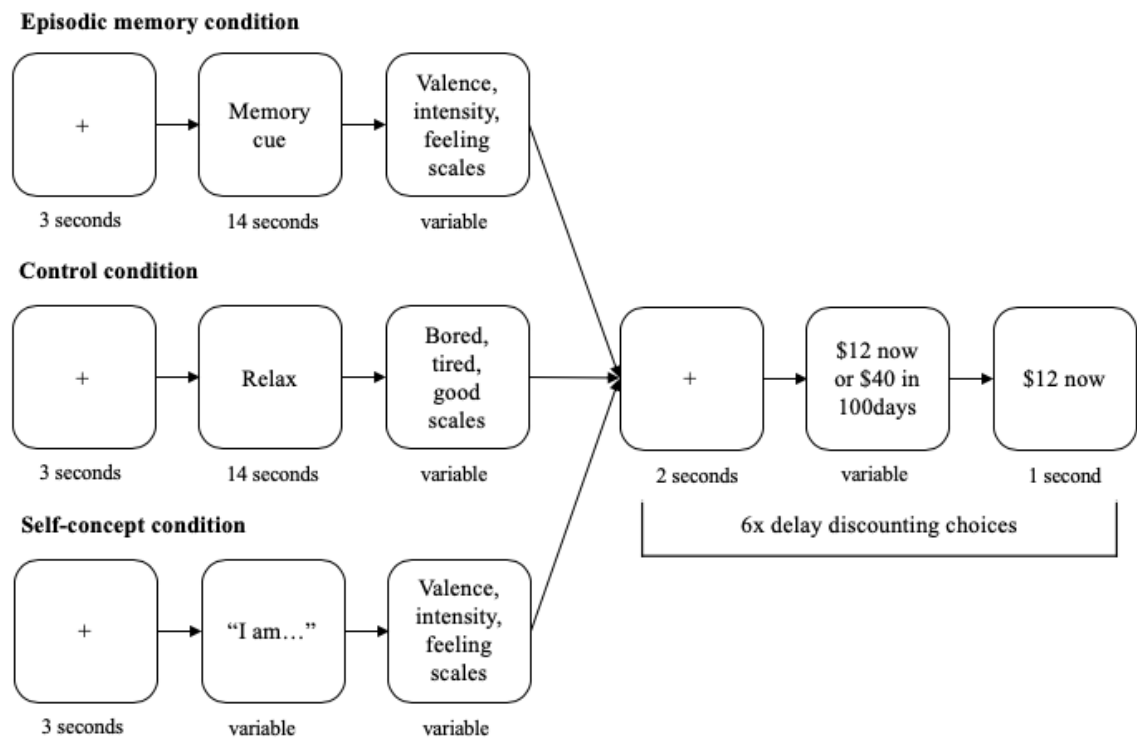 Episodic memory condition
+
Memory
cue
Valence,
intensity,
feeling
scales
3 seconds
14 seconds
variable
Control condition
+
Relax
Bored,
tired,
good
scales
3 seconds
14 seconds
variable
+
$12 now
or $40 in
100days
$12 now
2 seconds
variable
1 second
6x delay discounting choices
Self-concept condition
+
“I am…”
Valence,
intensity,
feeling
scales
3 seconds
variable
variable